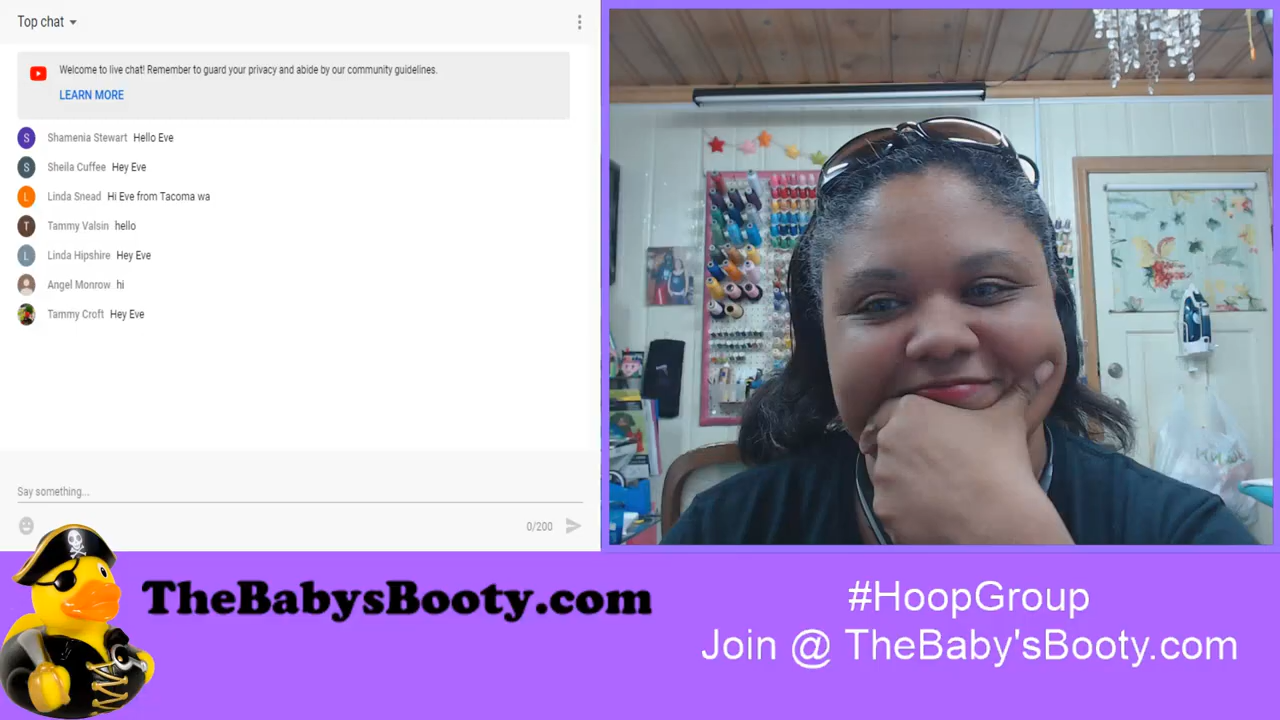 Top chat
Welcome to live chat! Remember to guard your privacy and abide by our community guidelines.
LEARN MORE
S Shamenia Stewart Hello Eve
S Sheila Cuffee Hey Eve
L Linda Snead Hi Eve from Tacoma wa
T Tammy Valsin hello
L Linda Hipshire Hey Eve
Angel Monrow hi
Tammy Croft Hey Eve
Say something...
0/200
TheBabysBooty.com
#HoopGroup
Join @ TheBaby'sBooty.com